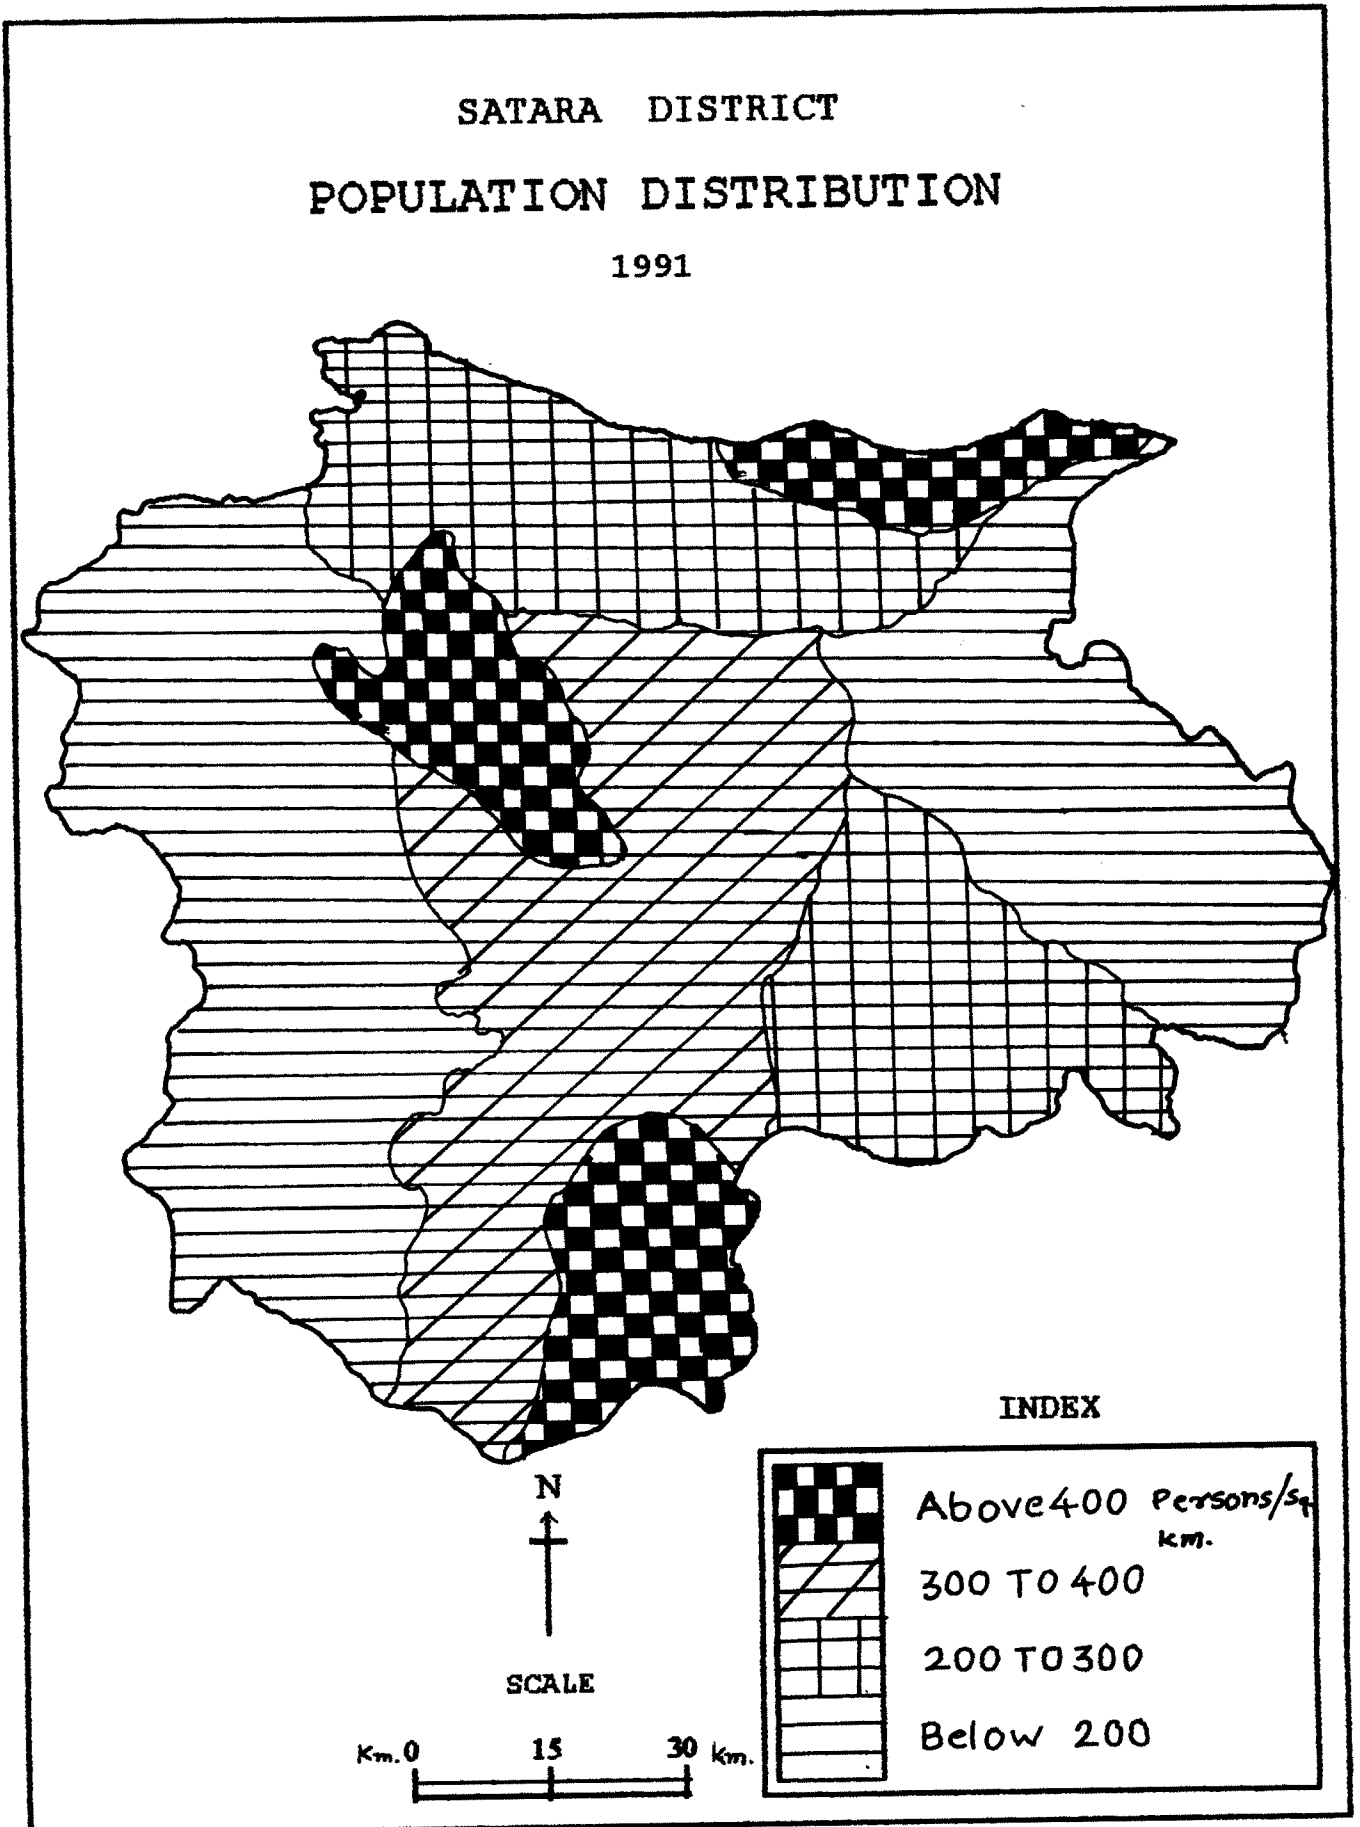 SATARA DISTRICT
POPULATION DISTRIBUTION
1991
INDEX
Above 400 Persons/sq.
km.
300 TO 400
200 TO 300
Below 200
N
SCALE
Km. 0 15 30 km.